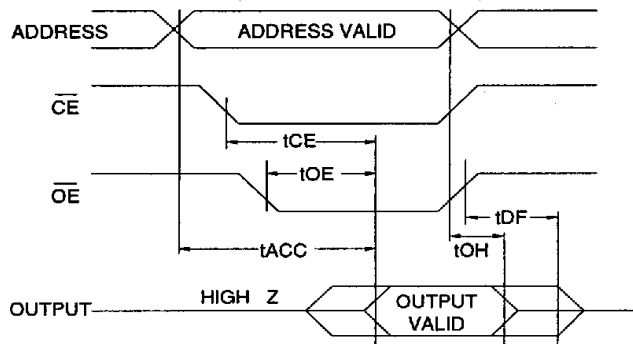 ADDRESS
ADDRESS VALID
CE
tCE
tOE
OE
tDF
tACC
tOH
HIGH Z
OUTPUT
OUTPUT
VALID